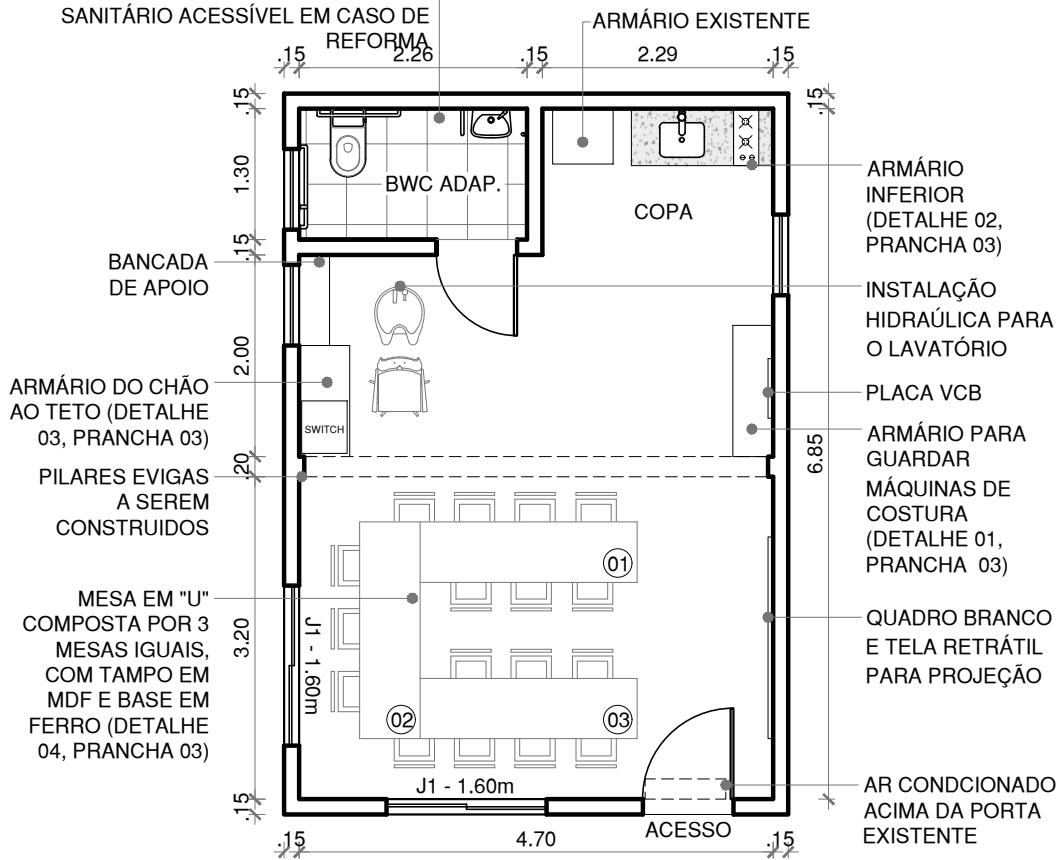 SANITÁRIO ACESSÍVEL EM CASO DE
REFORMA
ARMÁRIO EXISTENTE
.15
2.26
.15
2.29
.15
.15
.15
1.30
BWC ADAP.
COPA
ARMÁRIO
INFERIOR
(DETALHE 02,
PRANCHA 03)
.15
BANCADA
DE APOIO
INSTALAÇÃO
HIDRAÚLICA PARA
O LAVATÓRIO
2.00
ARMÁRIO DO CHÃO
AO TETO (DETALHE
03, PRANCHA 03)
SWITCH
PLACA VCB
ARMÁRIO PARA
GUARDAR
MÁQUINAS DE
COSTURA
(DETALHE 01,
PRANCHA 03)
6.85
.20
PILARES EVIGAS
A SEREM
CONSTRUIDOS
01
MESA EM "U"
COMPOSTA POR 3
MESAS IGUAIS,
COM TAMPO EM
MDF E BASE EM
FERRO (DETALHE
04, PRANCHA 03)
3.20
J1 - 1.60m
QUADRO BRANCO
E TELA RETRÁTIL
PARA PROJEÇÃO
02
03
J1 - 1.60m
AR CONDCIONADO
ACIMA DA PORTA
EXISTENTE
.15
ACESSO
.15
4.70
.15